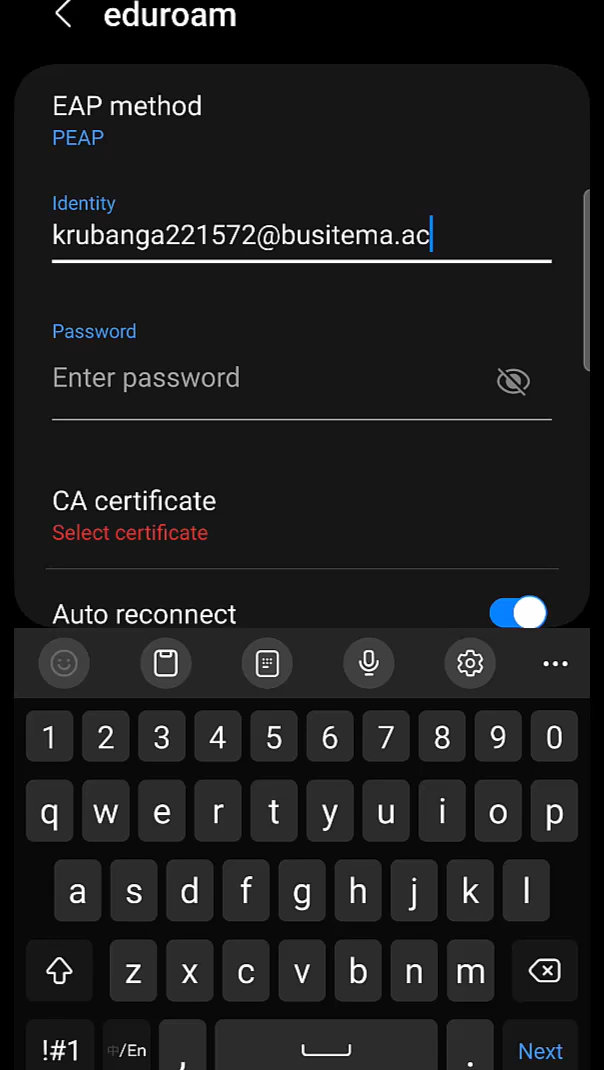 eduroam
EAP method
PEAP
Identity
krubanga221572@busitema.ac
Password
Enter password
CA certificate
Select certificate
Auto reconnect
1 2 3 4 5 6 7 8 9 0
q w e r t y u i o p
a s d f g h j k l
z x c v b n m
!#1 中/En , . Next